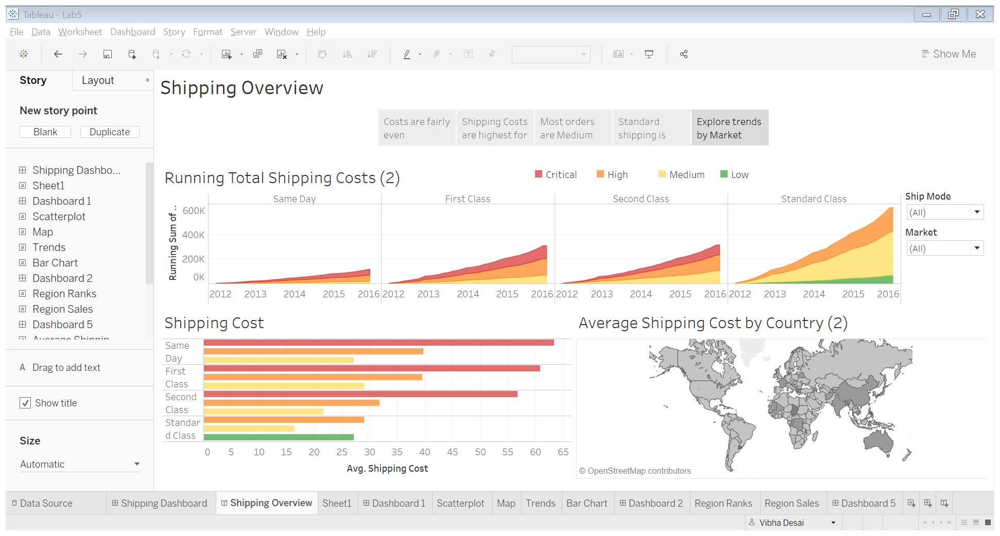 Tableau - Lab5
File Data Worksheet Dashboard Story Format Server Window Help
Show Me
Story Layout
New story point
Blank Duplicate
Shipping Dashbo...
Sheet1
Dashboard 1
Scatterplot
Map
Trends
Bar Chart
Dashboard 2
Region Ranks
Region Sales
Dashboard 5
Average Shippin
A Drag to add text
Show title
Size
Automatic
Shipping Overview
Costs are fairly
even
Shipping Costs
are highest for
Most orders
are Medium
Standard
shipping is
Explore trends
by Market
Running Total Shipping Costs (2)
Critical High Medium Low
Same Day First Class Second Class Standard Class
Running Sum of ..
600K
400K
200K
0K
2012 2013 2014 2015 2016 2012 2013 2014 2015 2016 2012 2013 2014 2015 2016 2012 2013 2014 2015 2016
Ship Mode
(All)
Market
(All)
Shipping Cost
Same
Day
First
Class
Second
Class
Standar
d Class
0 5 10 15 20 25 30 35 40 45 50 55 60 65
Avg. Shipping Cost
Average Shipping Cost by Country (2)
© OpenStreetMap contributors
Data Source Shipping Dashboard Shipping Overview Sheet1 Dashboard 1 Scatterplot Map Trends Bar Chart Dashboard 2 Region Ranks Region Sales Dashboard 5
Vibha Desai